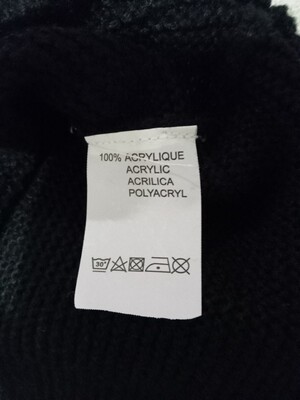 100% ACRYLIQUE
ACRYLIC
ACRILICA
POLYACRYL
30°